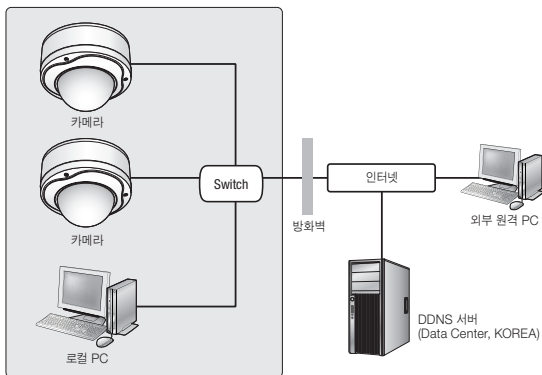 카메라
카메라
로컬 PC
Switch
방화벽
인터넷
외부 원격 PC
DDNS 서버
(Data Center, KOREA)